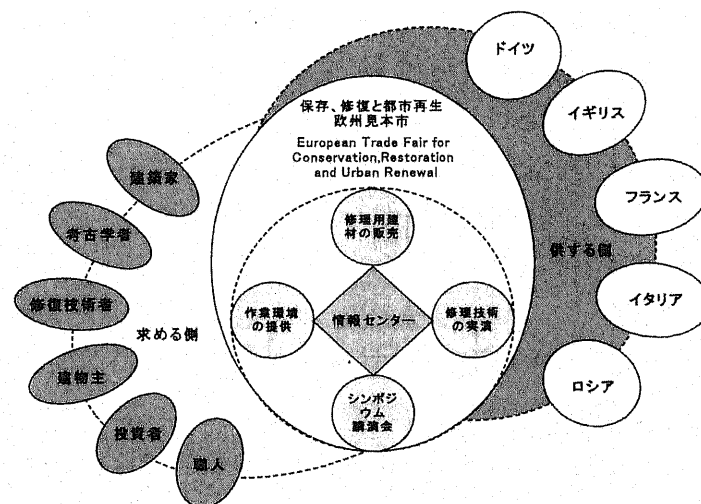 保存、修復と都市再生
欧州見本市
European Trade Fair for
Conservation,Restoration
and Urban Renewal
修理用建
材の販売
作業環境
の提供
情報センター
修理技術
の実演
シンポジ
ウム
講演会
求める側
建築家
考古学者
修復技術者
建物主
投資者
職人
供する側
ドイツ
イギリス
フランス
イタリア
ロシア